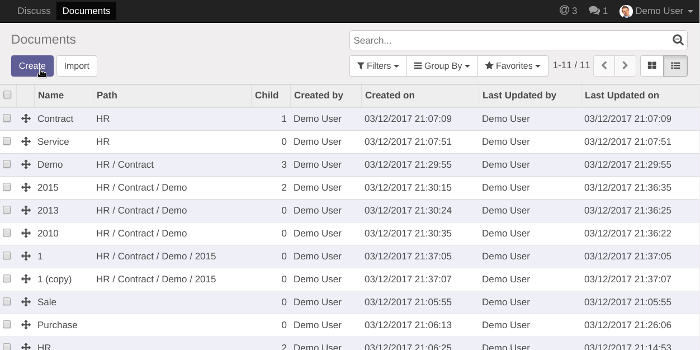 Discuss Documents @ 3 1 Demo User
Documents Search...
Create Import Filters Group By Favorites 1-11 / 11
Name Path Child Created by Created on Last Updated by Last Updated on
Contract HR 1 Demo User 03/12/2017 21:07:09 Demo User 03/12/2017 21:07:09
Service HR 0 Demo User 03/12/2017 21:07:51 Demo User 03/12/2017 21:07:51
Demo HR / Contract 3 Demo User 03/12/2017 21:29:55 Demo User 03/12/2017 21:29:55
2015 HR / Contract / Demo 2 Demo User 03/12/2017 21:30:15 Demo User 03/12/2017 21:36:35
2013 HR / Contract / Demo 0 Demo User 03/12/2017 21:30:24 Demo User 03/12/2017 21:36:25
2010 HR / Contract / Demo 0 Demo User 03/12/2017 21:30:35 Demo User 03/12/2017 21:36:22
1 HR / Contract / Demo / 2015 0 Demo User 03/12/2017 21:37:05 Demo User 03/12/2017 21:37:05
1 (copy) HR / Contract / Demo / 2015 0 Demo User 03/12/2017 21:37:07 Demo User 03/12/2017 21:37:07
Sale 0 Demo User 03/12/2017 21:05:55 Demo User 03/12/2017 21:05:55
Purchase 0 Demo User 03/12/2017 21:06:13 Demo User 03/12/2017 21:26:06
HR 2 Demo User 03/12/2017 21:06:25 Demo User 03/12/2017 21:14:53